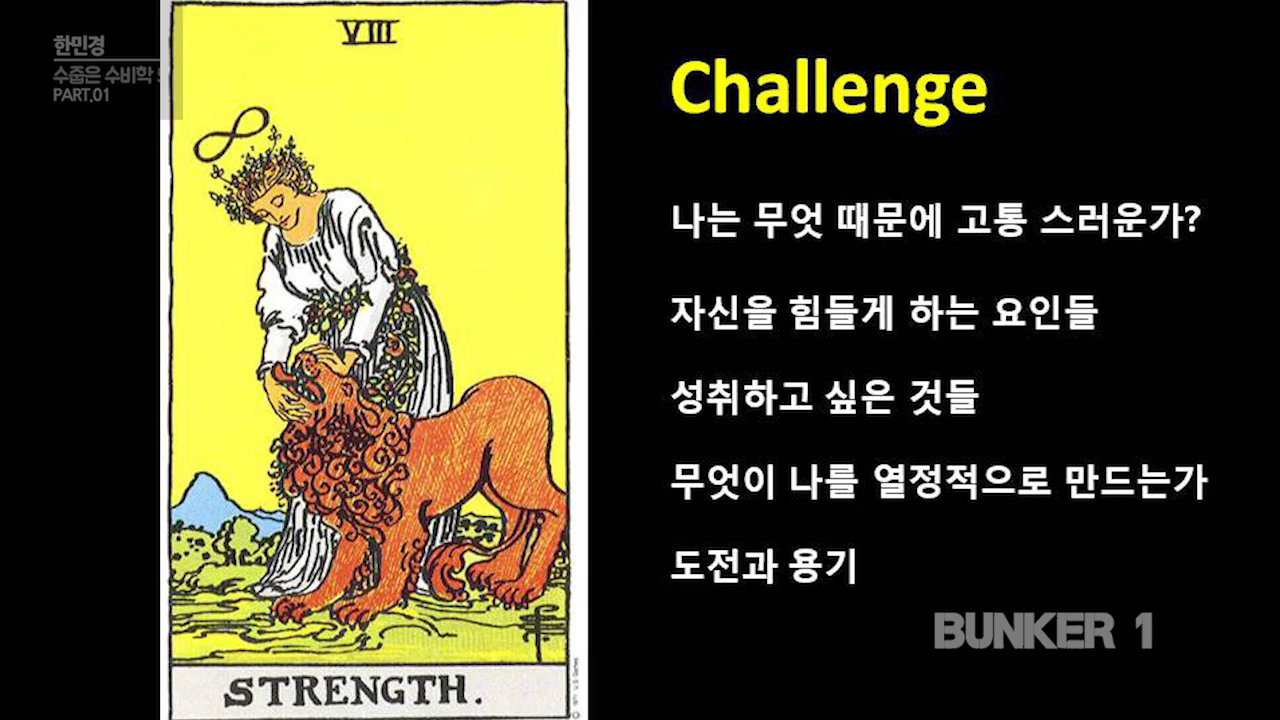 한민경
수줍은 수비학
PART.01
VIII
STRENGTH.
Challenge
나는 무엇 때문에 고통 스러운가?
자신을 힘들게 하는 요인들
성취하고 싶은 것들
무엇이 나를 열정적으로 만드는가
도전과 용기
BUNKER 1